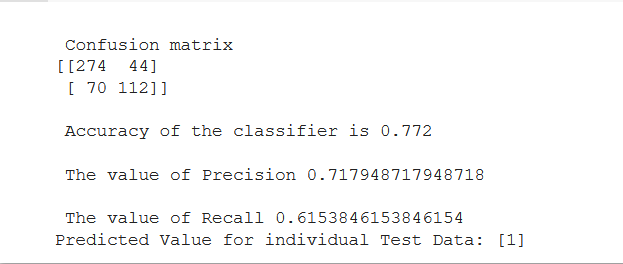 Confusion matrix
[[274  44]
 [ 70 112]]
Accuracy of the classifier is 0.772
The value of Precision 0.717948717948718
The value of Recall 0.6153846153846154
Predicted Value for individual Test Data: [1]